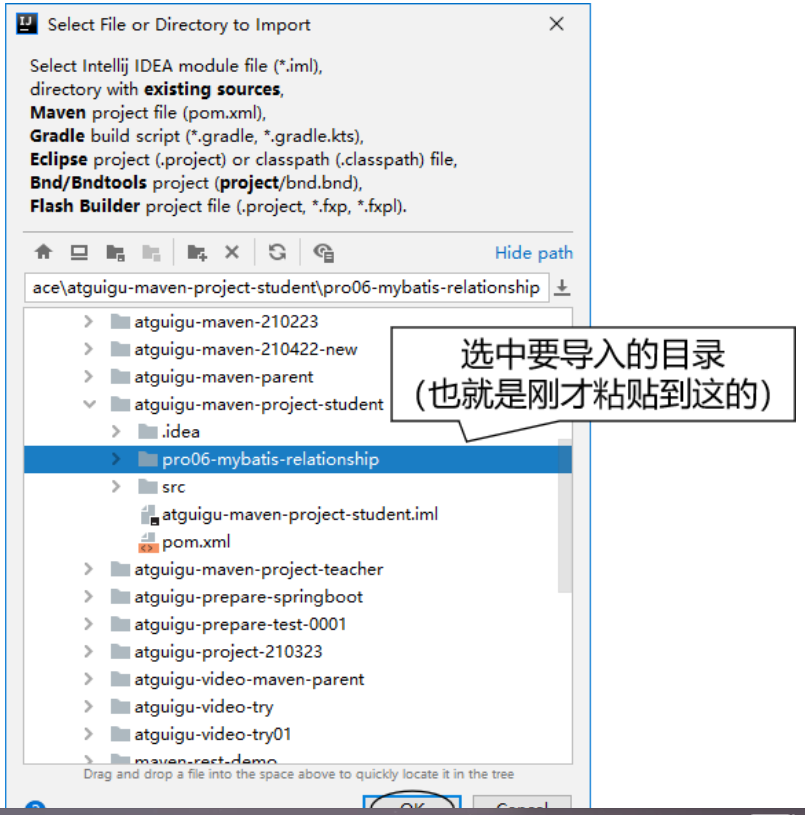 Select File or Directory to Import
Select Intellij IDEA module file (*.iml),
directory with existing sources,
Maven project file (pom.xml),
Gradle build script (*.gradle, *.gradle.kts),
Eclipse project (.project) or classpath (.classpath) file,
Bnd/Bndtools project (project/bnd.bnd),
Flash Builder project file (.project, *.fxp, *.fxpl).
Hide path
ace\atguigu-maven-project-student\pro06-mybatis-relationship
atguigu-maven-210223
atguigu-maven-210422-new
atguigu-maven-parent
atguigu-maven-project-student
选中要导入的目录
(也就是刚才粘贴到这的)
.idea
pro06-mybatis-relationship
src
atguigu-maven-project-student.iml
pom.xml
atguigu-maven-project-teacher
atguigu-prepare-springboot
atguigu-prepare-test-0001
atguigu-project-210323
atguigu-video-maven-parent
atguigu-video-try
atguigu-video-try01
maven-rest-demo
Drag and drop a file into the space above to quickly locate it in the tree
OK Cancel